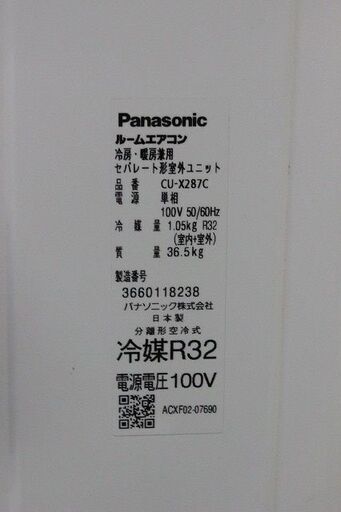 Panasonic
ルームエアコン
冷房・暖房兼用
セパレート形室外ユニット
品番 CU-X287C
電源 単相
100V 50/60Hz
冷媒量 1.05kg R32
(室内+室外)
質量 36.5kg
製造番号
3660118238
パナソニック株式会社
日本製
分離形空冷式
冷媒R32
電源電圧100V
ACXF02-07690